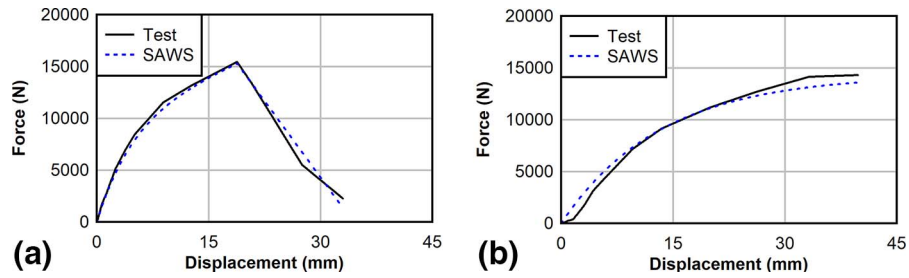 20000
15000
10000
5000
0
Force (N)
Test
SAWS
0
15
30
45
Displacement (mm)
(a)
20000
15000
10000
5000
0
Force (N)
Test
SAWS
0
15
30
45
Displacement (mm)
(b)